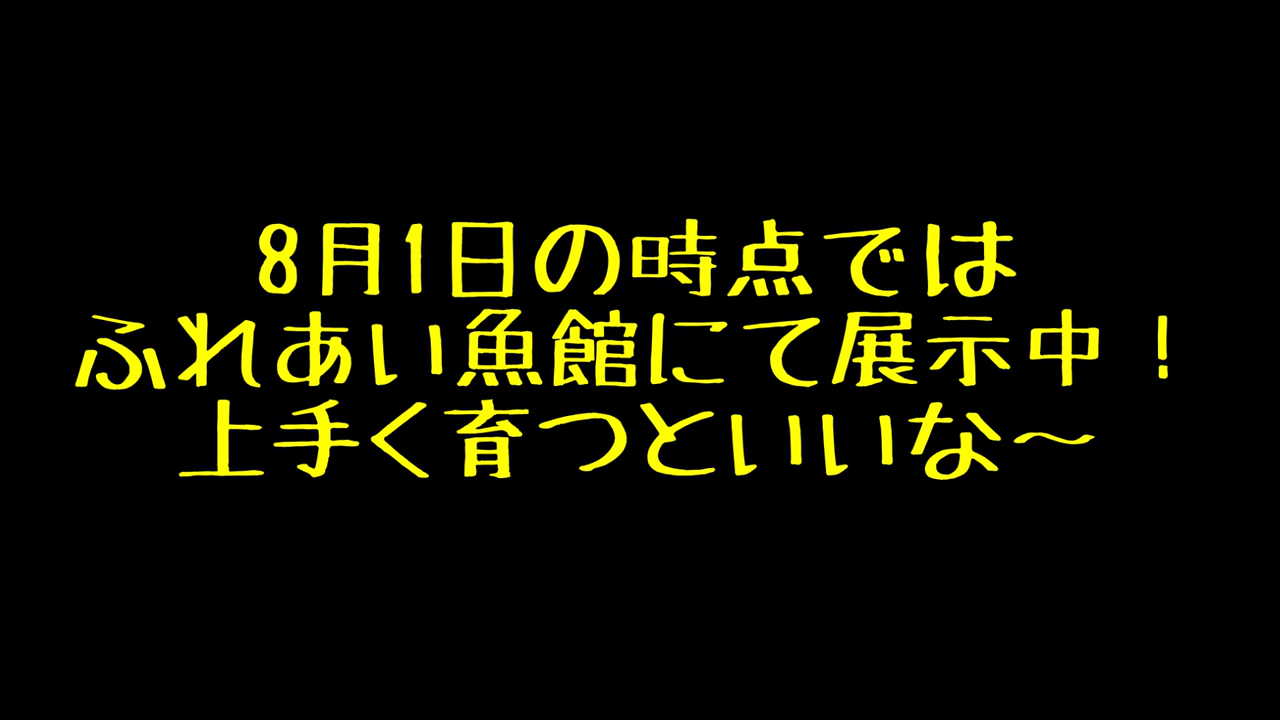 8月1日の時点では
ふれあい魚館にて展示中！
上手く育つといいな～